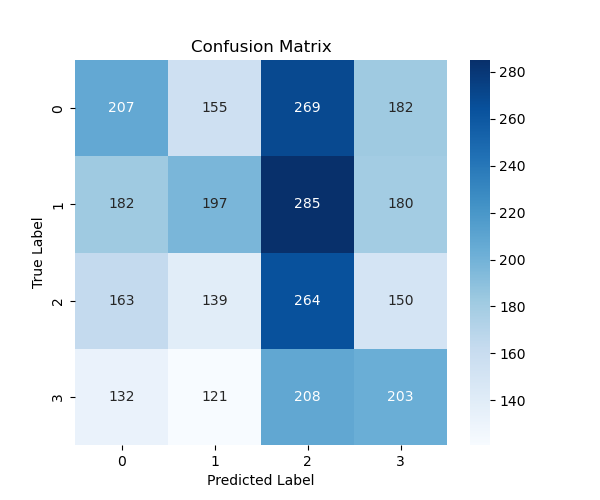 Confusion Matrix
0 207 155 269 182
1 182 197 285 180
2 163 139 264 150
3 132 121 208 203
0 1 2 3
True Label
Predicted Label
280
260
240
220
200
180
160
140